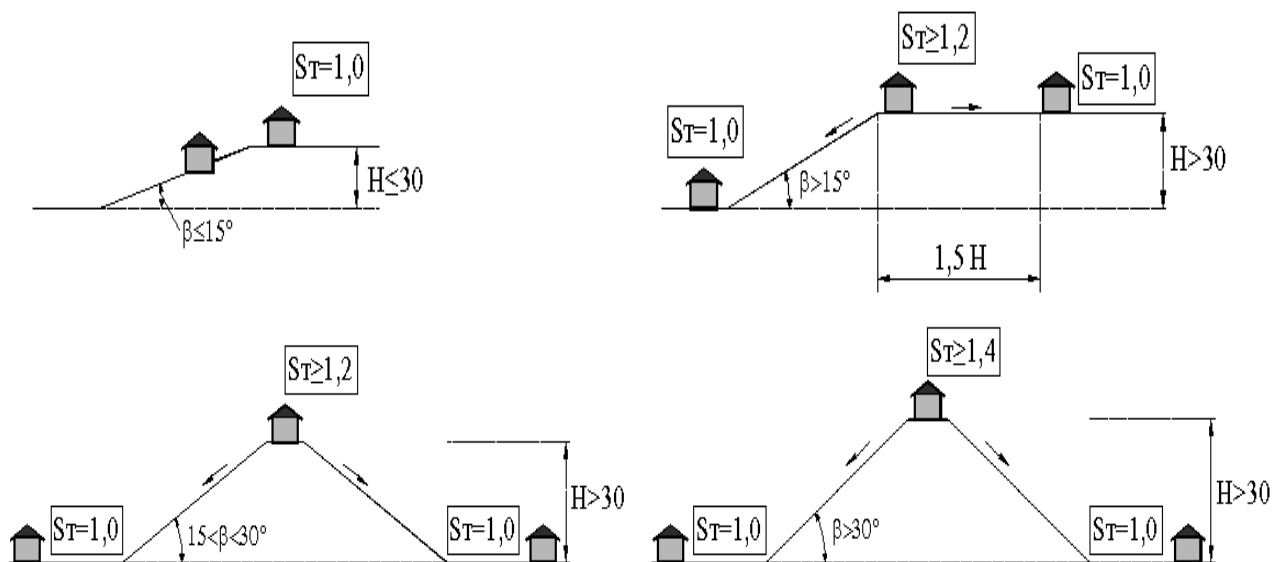 ST=1,0
H≤30
β≤15°
ST≥1,2
ST=1,0
ST=1,0
β>15°
H>30
1,5 H
ST≥1,2
ST=1,0
15<β<30°
ST=1,0
H>30
ST≥1,4
ST=1,0
β>30°
ST=1,0
H>30